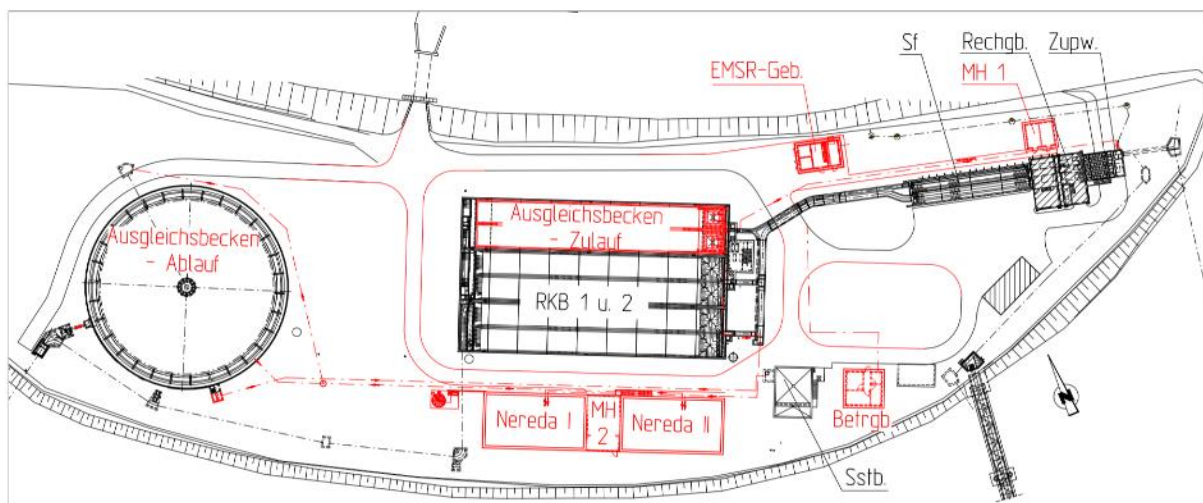 Sf
Rechgb.
Zupw.
EMSR-Geb.
MH 1
Ausgleichsbecken
- Zulauf
Ausgleichsbecken
- Ablauf
RKB 1 u. 2
Nereda I
MH
2
Nereda II
Betrgb.
Sstb.
N